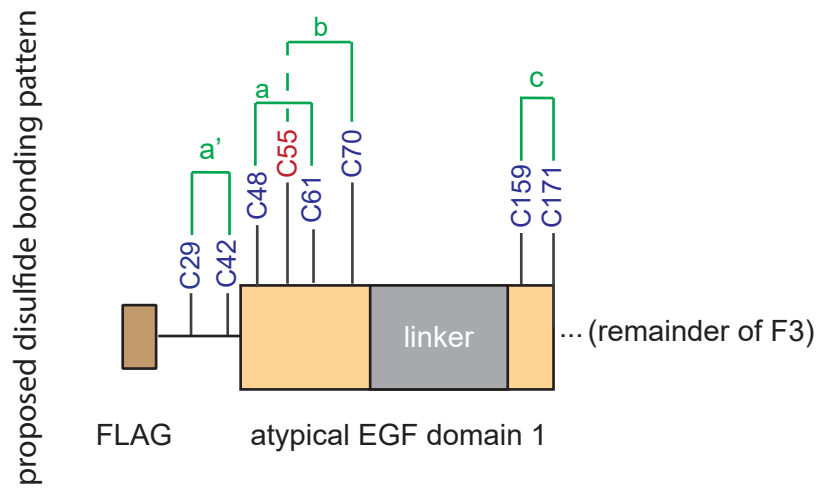 proposed disulfide bonding pattern
b
a
c
a’
C29
C42
C48
C55
C61
C70
C159
C171
linker
... (remainder of F3)
FLAG
atypical EGF domain 1